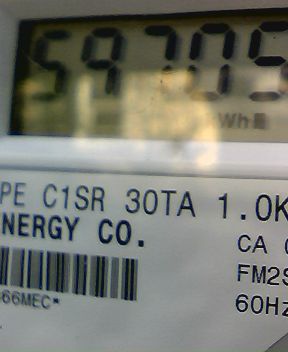 59705
Wh
PE C1SR 30TA 1.0K
NERGY CO.
CA
FM2S
66MEC*
60Hz